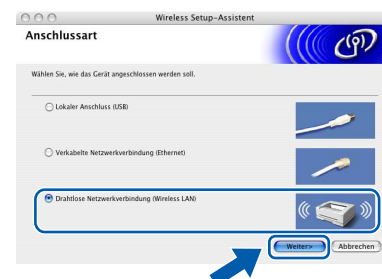 Wireless Setup-Assistent
Anschlussart
Wählen Sie, wie das Gerät angeschlossen werden soll.
Lokaler Anschluss (USB)
Verkabelte Netzwerkverbindung (Ethernet)
Drahtlose Netzwerkverbindung (Wireless LAN)
Weiter> Abbrechen